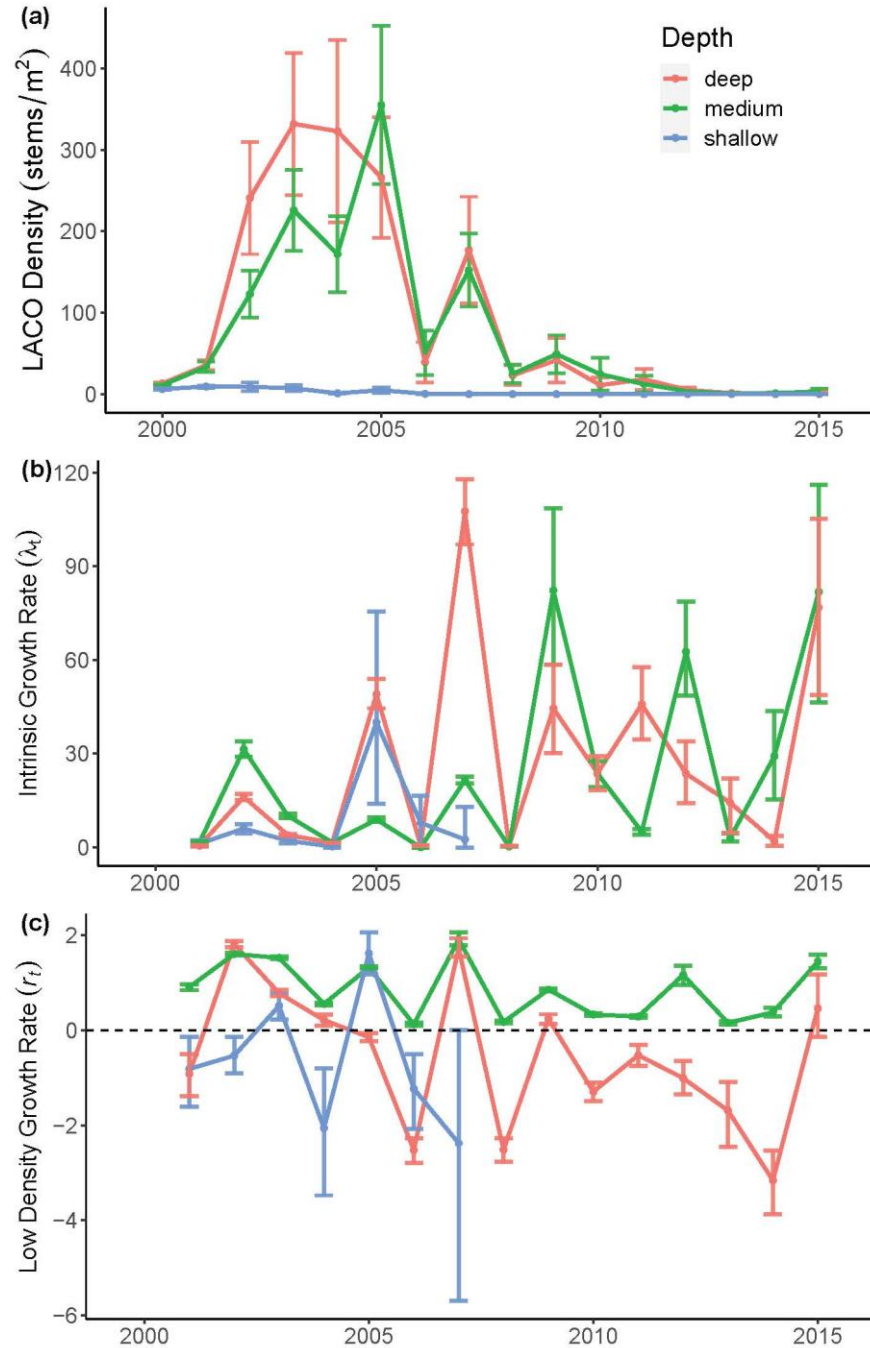 (a)
LACO Density (stems/m²)
400
300
200
100
0
2000
2005
2010
2015
Depth
deep
medium
shallow
(b)
Intrinsic Growth Rate (λt)
120
90
60
30
0
2000
2005
2010
2015
(c)
Low Density Growth Rate (rt)
2
0
−2
−4
−6
2000
2005
2010
2015